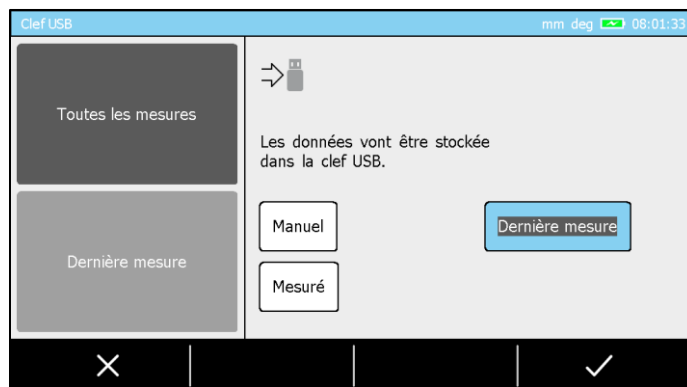 Clef USB
mm deg 08:01:33
Toutes les mesures
Dernière mesure
Les données vont être stockée
dans la clef USB.
Manuel
Dernière mesure
Mesuré